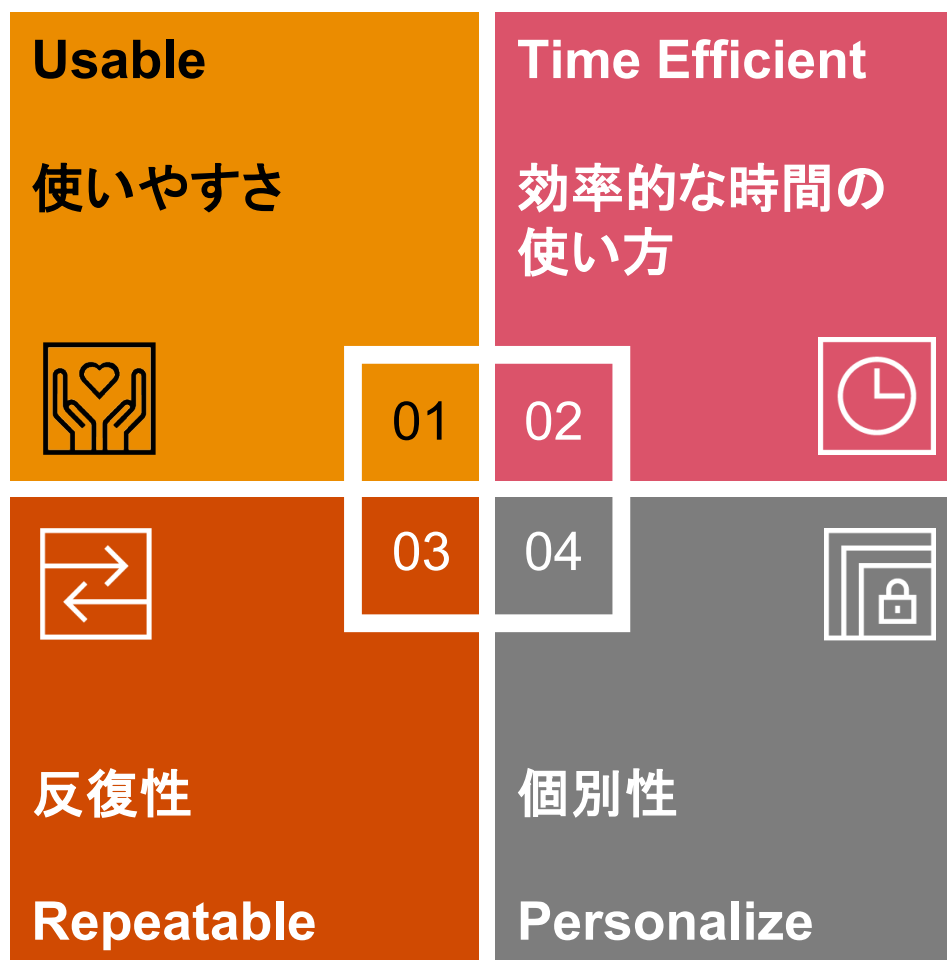 Usable
使いやすさ
01
Time Efficient
効率的な時間の
使い方
02
03
反復性
Repeatable
04
個別性
Personalize